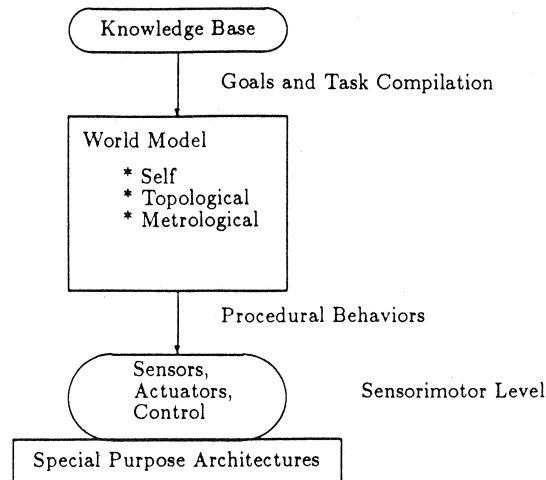 Knowledge Base
Goals and Task Compilation
World Model
* Self
* Topological
* Metrological
Procedural Behaviors
Sensors,
Actuators,
Control
Sensorimotor Level
Special Purpose Architectures